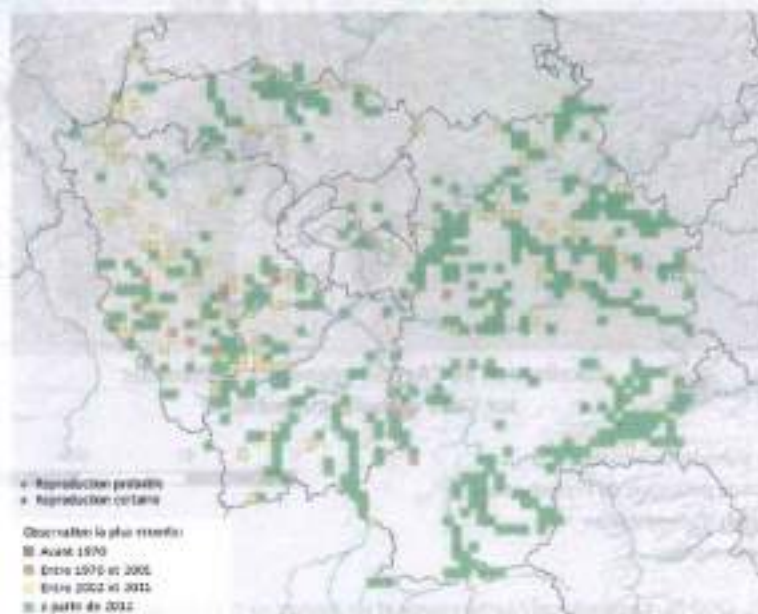 Reproduction probable
Reproduction certaine
Observation la plus récente:
Avant 1970
Entre 1970 et 2001
Entre 2002 et 2011
à partir de 2012